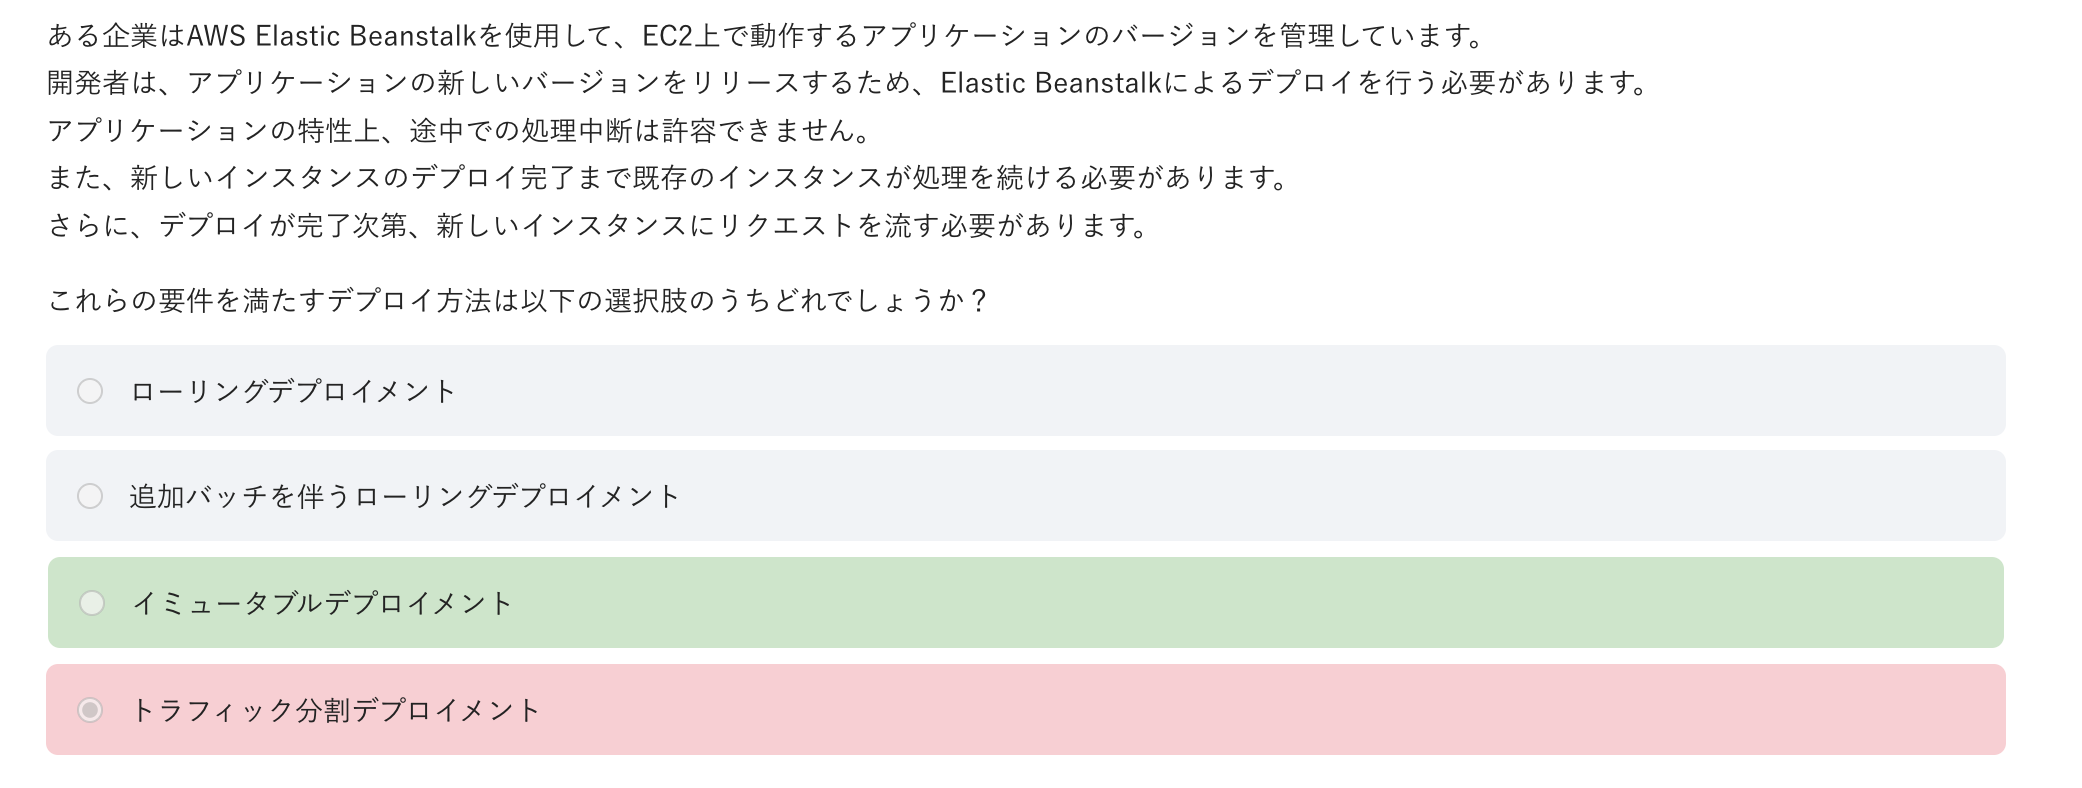 ある企業はAWS Elastic Beanstalkを使用して、EC2上で動作するアプリケーションのバージョンを管理しています。
開発者は、アプリケーションの新しいバージョンをリリースするため、Elastic Beanstalkによるデプロイを行う必要があります。
アプリケーションの特性上、途中での処理中断は許容できません。
また、新しいインスタンスのデプロイ完了まで既存のインスタンスが処理を続ける必要があります。
さらに、デプロイが完了次第、新しいインスタンスにリクエストを流す必要があります。
これらの要件を満たすデプロイ方法は以下の選択肢のうちどれでしょうか？
ローリングデプロイメント
追加バッチを伴うローリングデプロイメント
イミュータブルデプロイメント
トラフィック分割デプロイメント